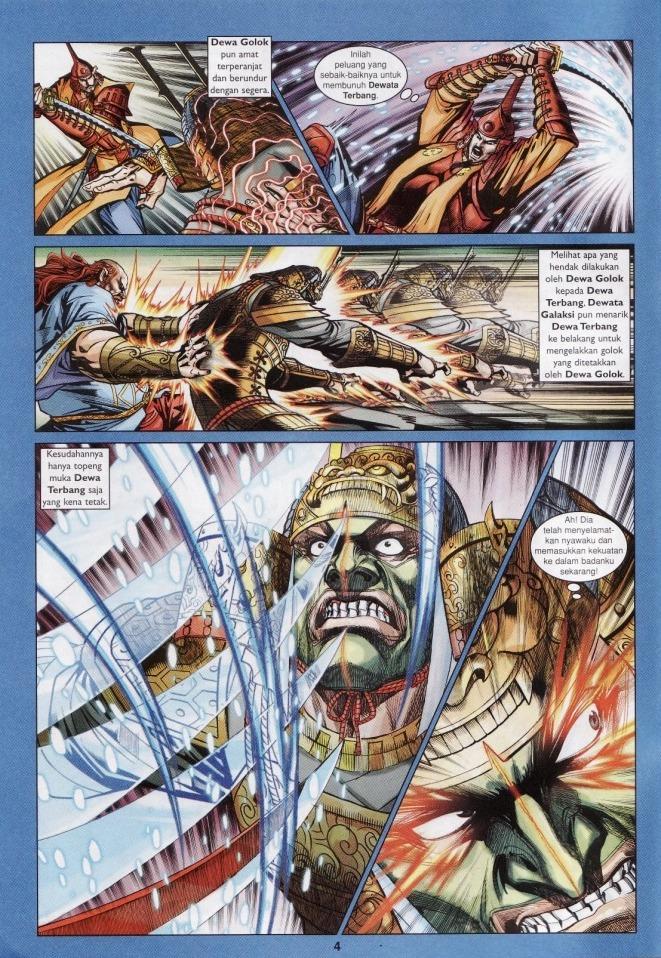 Dewa Golok
pun amat
terperanjat
dan berundur
dengan segera.
Inilah
peluang yang
sebaik-baiknya untuk
membunuh Dewata
Terbang.
Melihat apa yang
hendak dilakukan
oleh Dewa Golok
kepada Dewa
Terbang, Dewata
Galaksi pun menarik
Dewa Terbang
ke belakang untuk
mengelakkan golok
yang ditetakkan
oleh Dewa Golok.
Kesudahannya
hanya topeng
muka Dewa
Terbang saja
yang kena tetak.
Ah! Dia
telah menyelamat-
kan nyawaku dan
memasukkan kekuatan
ke dalam badanku
sekarang!
4